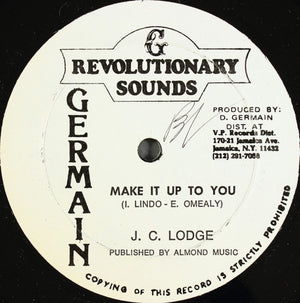 G
REVOLUTIONARY
SOUNDS
GERMAIN
PRODUCED BY:
D. GERMAIN
DIST. AT
V.P. Records Dist.
170-21 Jamaica Ave.
Jamaica, N.Y. 11432
(212) 291-7058
MAKE IT UP TO YOU
(I. LINDO - E. OMEALY)
J. C. LODGE
PUBLISHED BY ALMOND MUSIC
COPYING OF THIS RECORD IS STRICTLY PROHIBITED